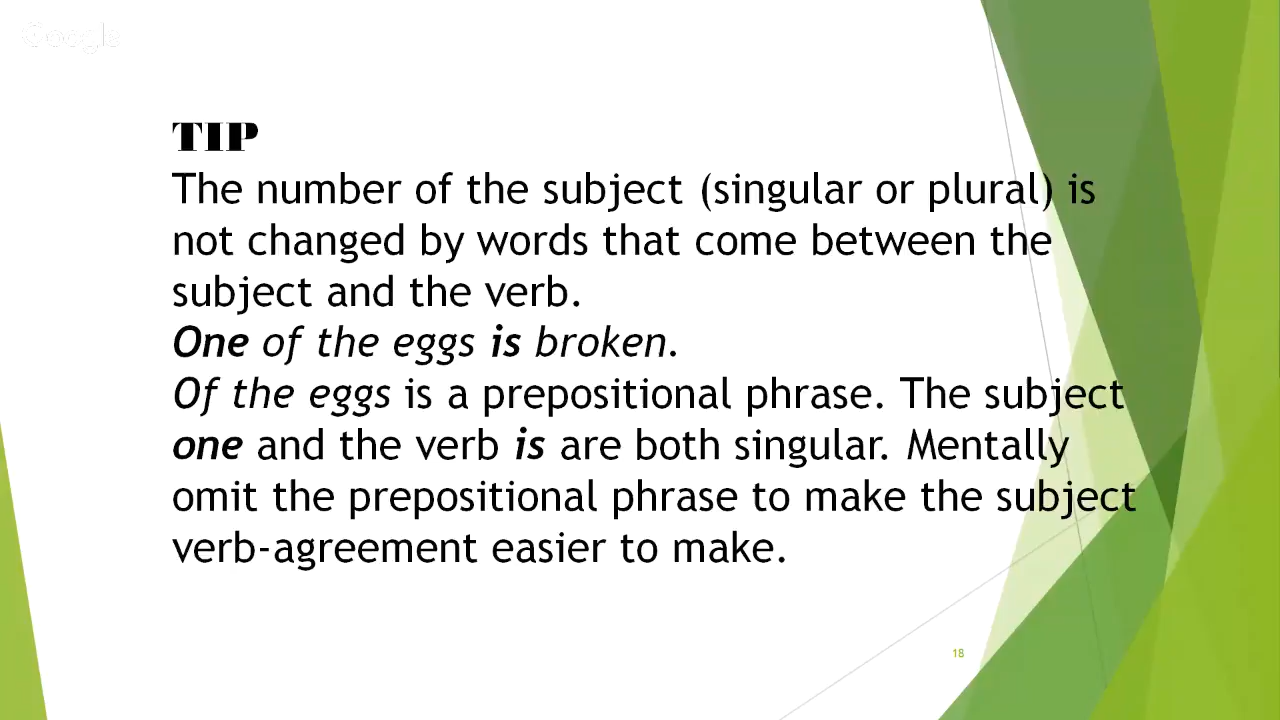 Google
TIP
The number of the subject (singular or plural) is
not changed by words that come between the
subject and the verb.
One of the eggs is broken.
Of the eggs is a prepositional phrase. The subject
one and the verb is are both singular. Mentally
omit the prepositional phrase to make the subject
verb-agreement easier to make.
18